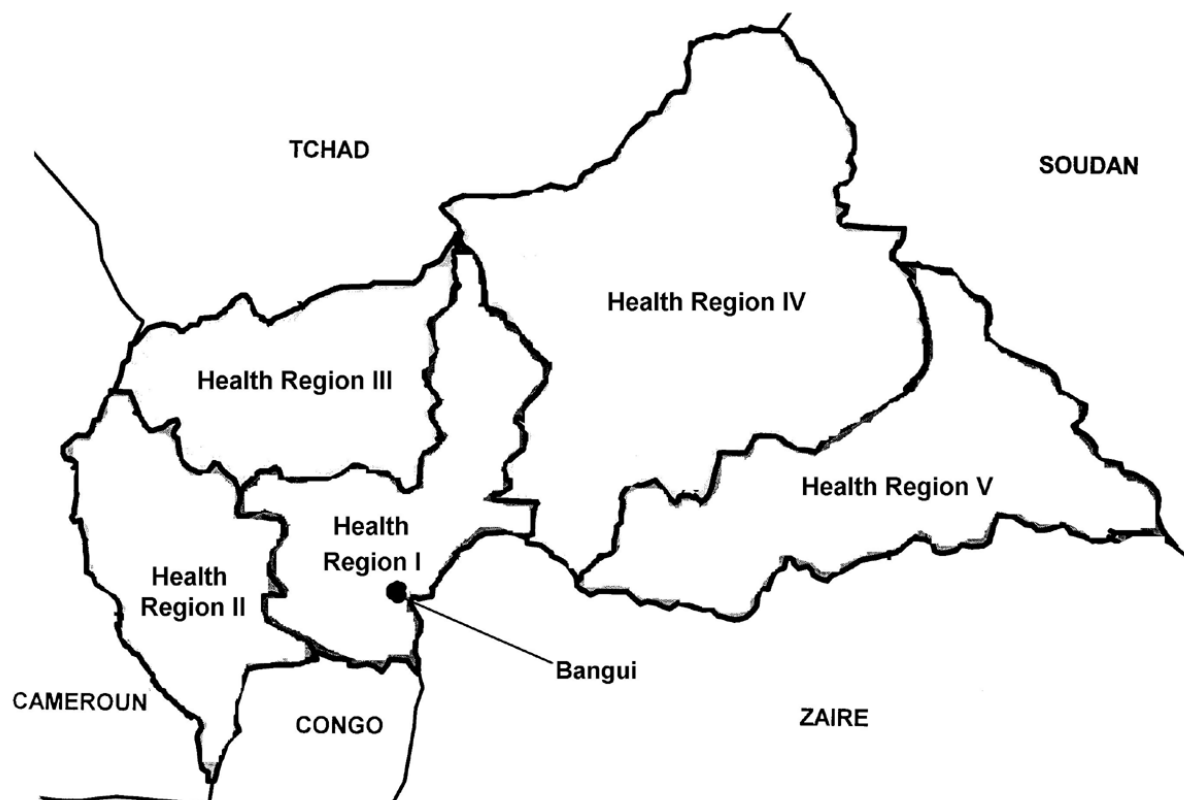 TCHAD
SOUDAN
Health Region IV
Health Region III
Health Region V
Health
Region I
Health
Region II
Bangui
CAMEROUN
CONGO
ZAIRE